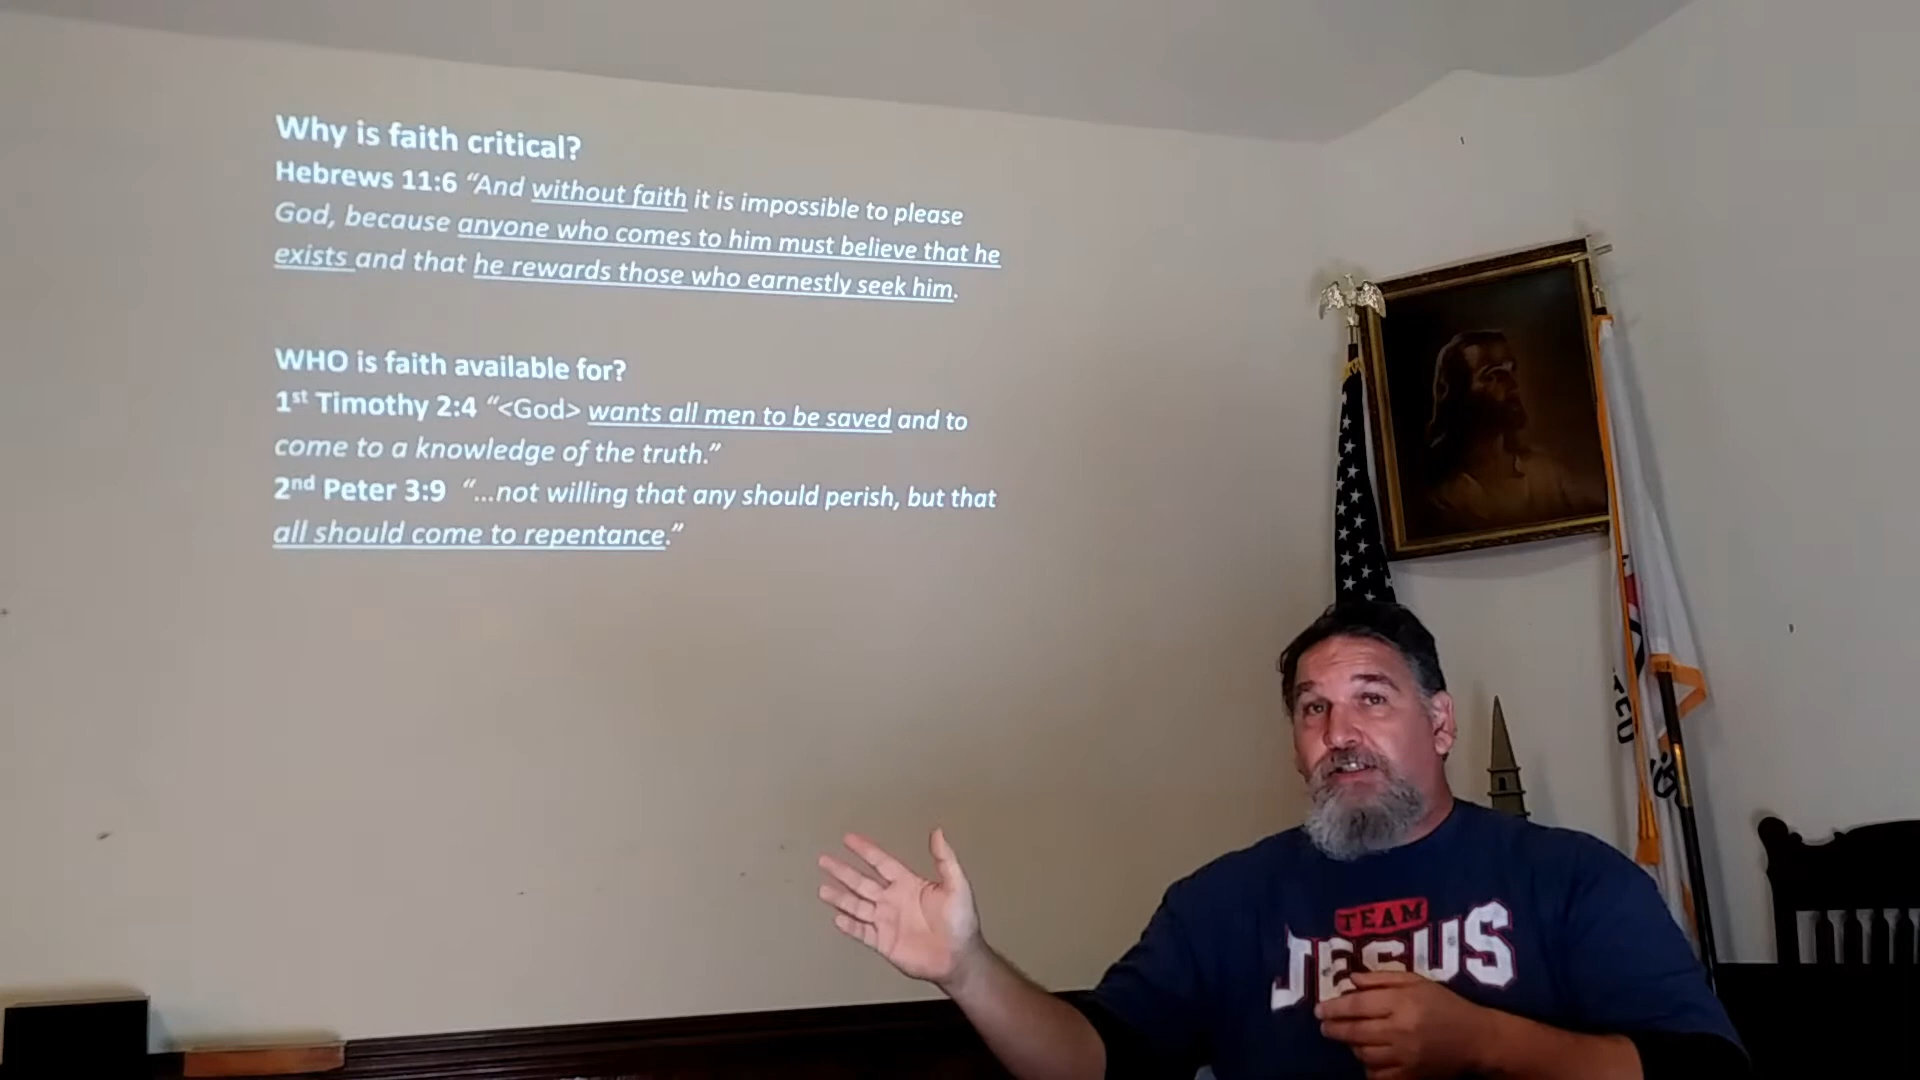 Why is faith critical?
Hebrews 11:6 “And without faith it is impossible to please
God, because anyone who comes to him must believe that he
exists and that he rewards those who earnestly seek him.
WHO is faith available for?
1st Timothy 2:4 “<God> wants all men to be saved and to
come to a knowledge of the truth.”
2nd Peter 3:9 “...not willing that any should perish, but that
all should come to repentance.”
TEAM
JESUS